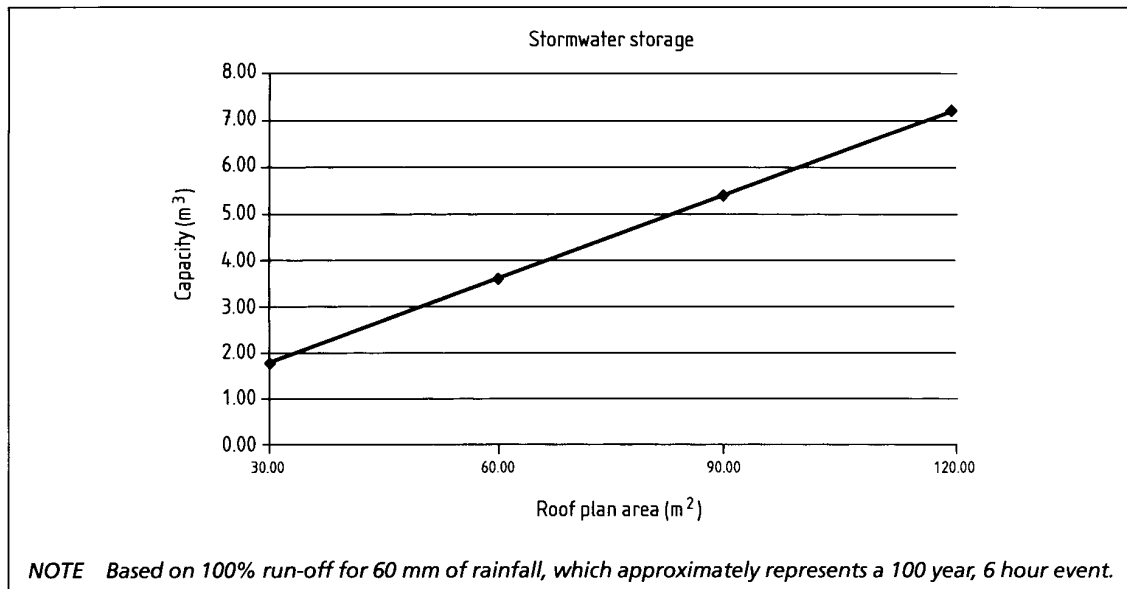 Stormwater storage
8.00
7.00
6.00
5.00
4.00
3.00
2.00
1.00
0.00
Capacity (m³)
30.00 60.00 90.00 120.00
Roof plan area (m²)
NOTE Based on 100% run-off for 60 mm of rainfall, which approximately represents a 100 year, 6 hour event.